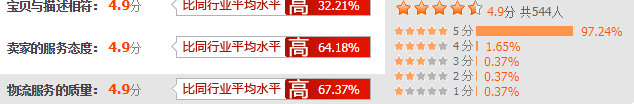 宝贝与描述相符： 4.9分 比同行业平均水平 高 32.21%
卖家的服务态度： 4.9分 比同行业平均水平 高 64.18%
物流服务的质量： 4.9分 比同行业平均水平 高 67.37%
4.9分 共544人
5 分 97.24%
4 分 1.65%
3 分 0.37%
2 分 0.37%
1 分 0.37%